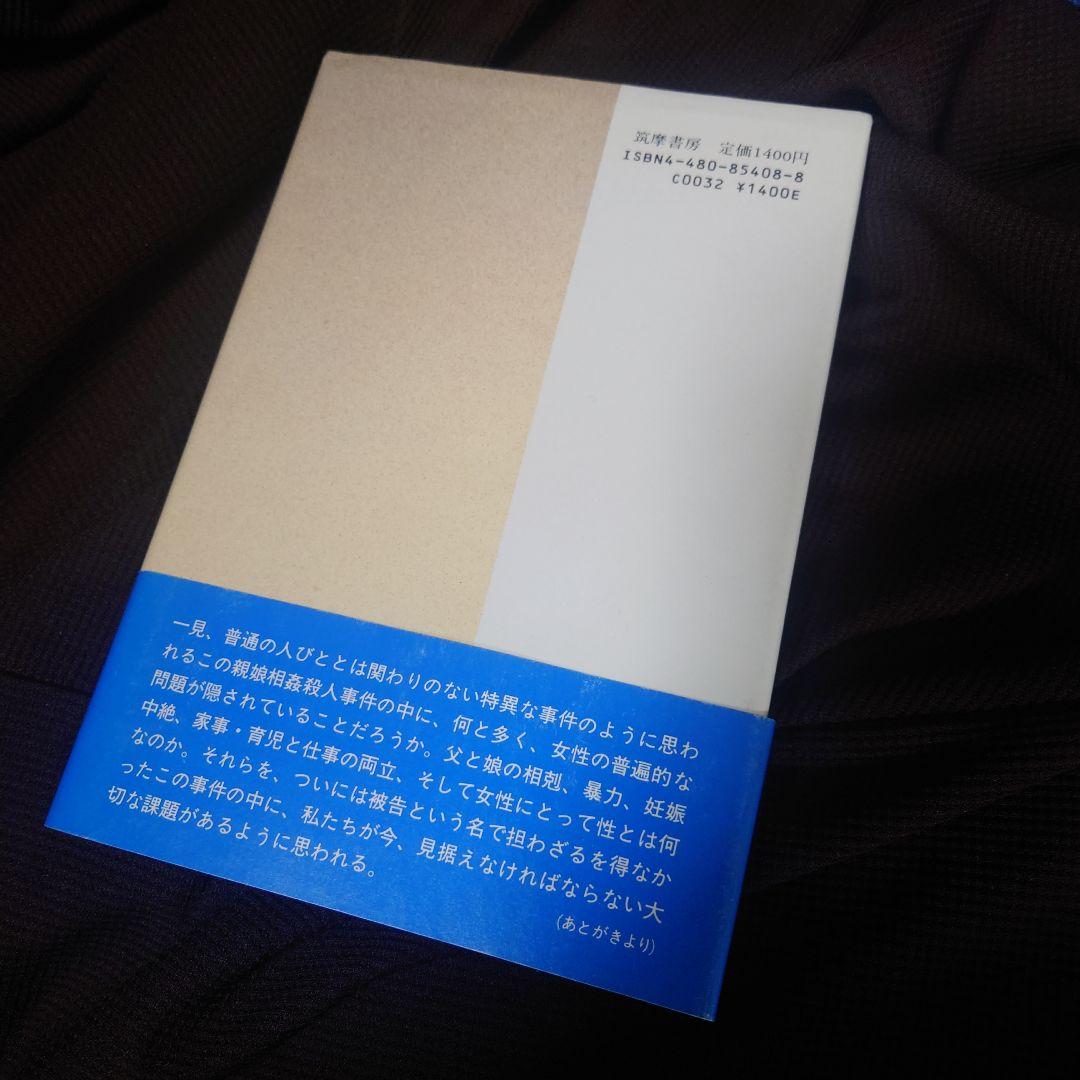 筑摩書房 定価1400円
ISBN4-480-85408-8
C0032 ¥1400E
一見、普通の人びととは関わりのない特異な事件のように思わ
れるこの親娘相姦殺人事件の中に、何と多く、女性の普遍的な
問題が隠されていることだろうか。父と娘の相剋、暴力、妊娠
中絶、家事・育児と仕事の両立、そして女性にとって性とは何
なのか。それらを、ついには被告という名で担わざるを得なか
ったこの事件の中に、私たちが今、見据えなければならない大
切な課題があるように思われる。
(あとがきより)